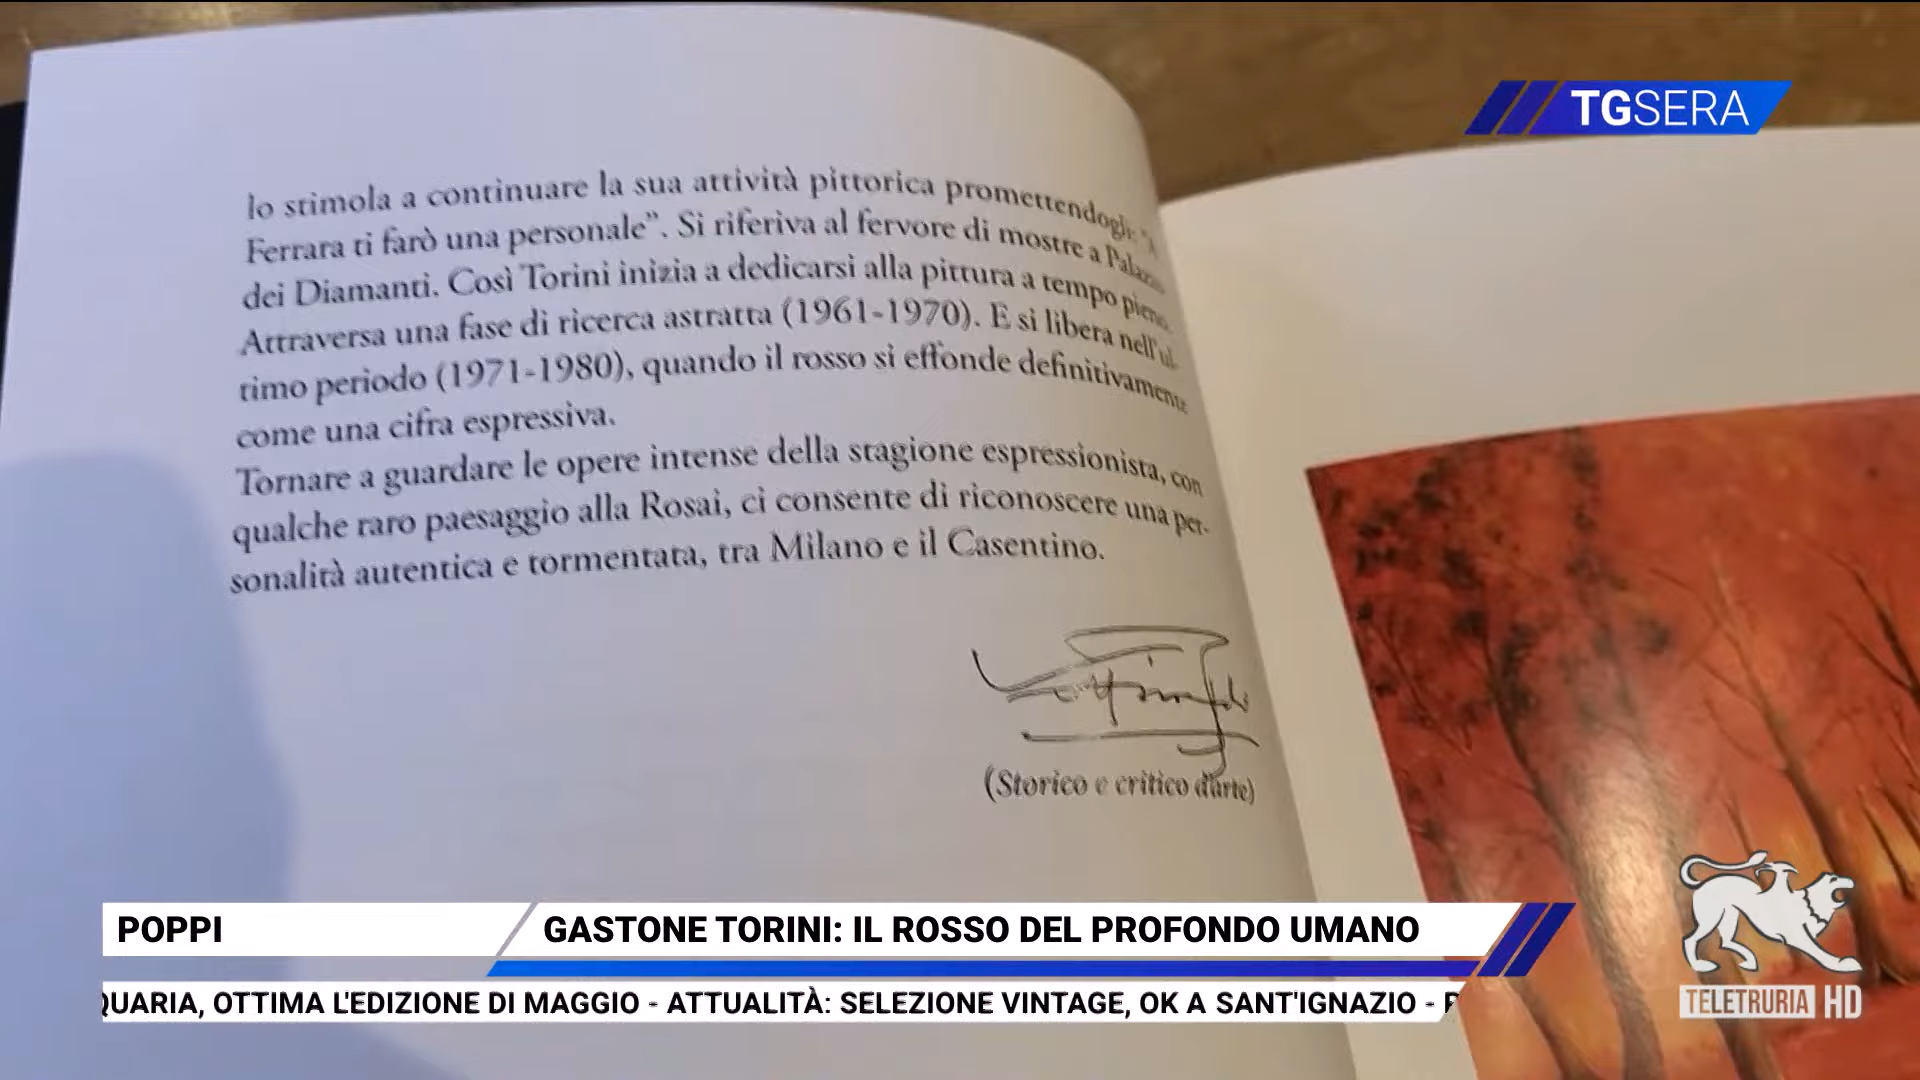 TGSERA
lo stimola a continuare la sua attività pittorica promettendogli: "A
Ferrara ti farò una personale". Si riferiva al fervore di mostre a Palazzo
dei Diamanti. Così Torini inizia a dedicarsi alla pittura a tempo pieno.
Attraversa una fase di ricerca astratta (1961-1970). E si libera nell'ul-
timo periodo (1971-1980), quando il rosso si effonde definitivamente
come una cifra espressiva.
Tornare a guardare le opere intense della stagione espressionista, con
qualche raro paesaggio alla Rosai, ci consente di riconoscere una per-
sonalità autentica e tormentata, tra Milano e il Casentino.
(Storico e critico d'arte)
POPPI
GASTONE TORINI: IL ROSSO DEL PROFONDO UMANO
QUARIA, OTTIMA L'EDIZIONE DI MAGGIO - ATTUALITÀ: SELEZIONE VINTAGE, OK A SANT'IGNAZIO -
TELETRURIA HD